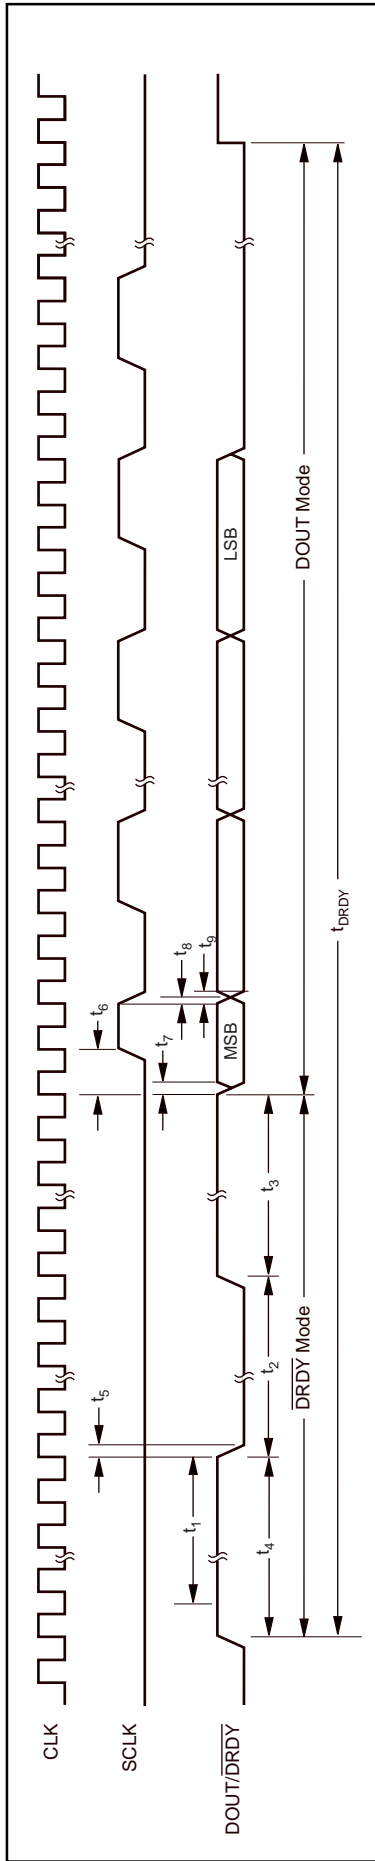 CLK
SCLK
DOUT/DRDY
t5
t6
t7
t8
t9
t1
MSB
LSB
t4
t2
t3
DRDY Mode
DOUT Mode
tDRDY